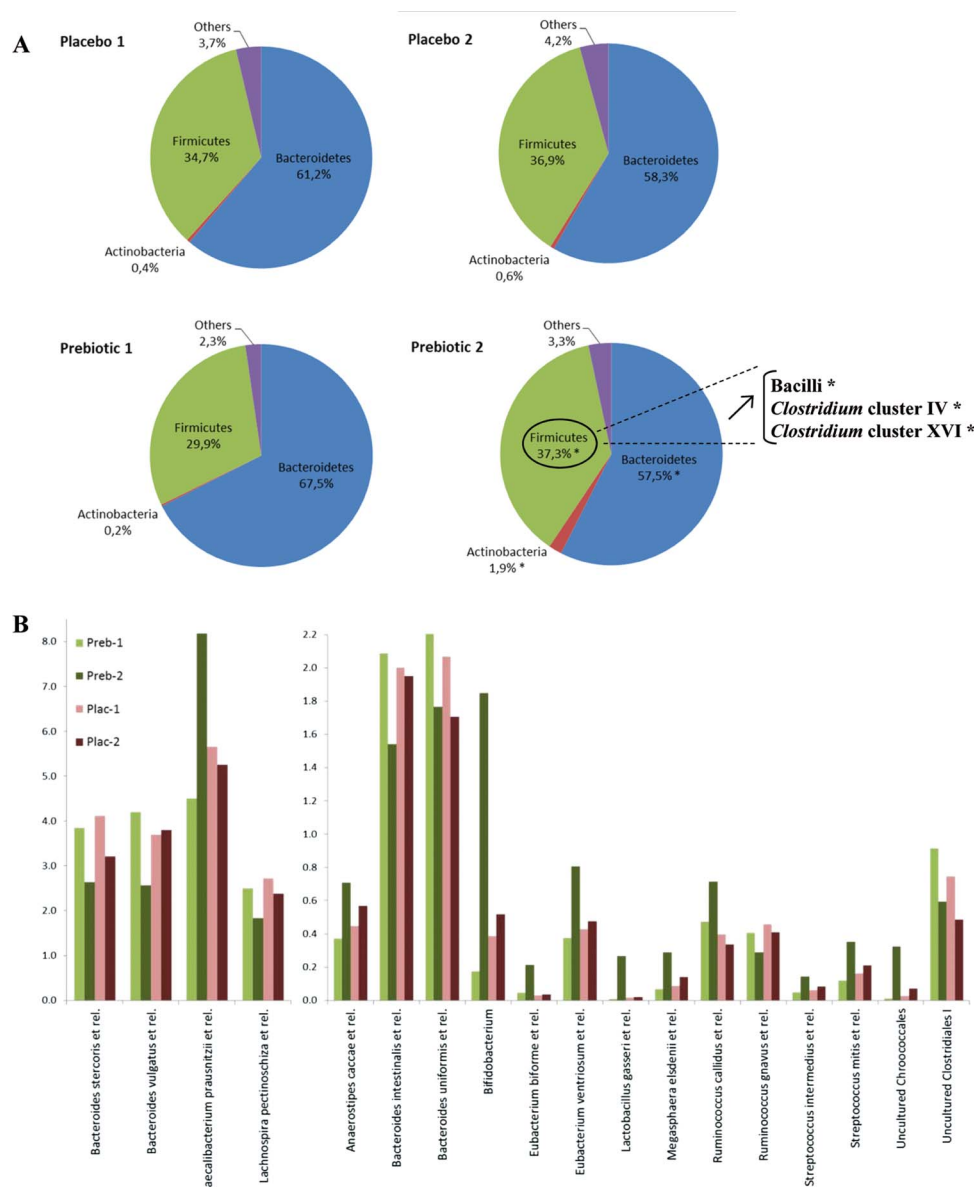 A
Placebo 1
Others
3,7%
Firmicutes
34,7%
Bacteroidetes
61,2%
Actinobacteria
0,4%
Placebo 2
Others
4,2%
Firmicutes
36,9%
Bacteroidetes
58,3%
Actinobacteria
0,6%
Prebiotic 1
Others
2,3%
Firmicutes
29,9%
Bacteroidetes
67,5%
Actinobacteria
0,2%
Prebiotic 2
Others
3,3%
Firmicutes
37,3% *
Bacteroidetes
57,5% *
Actinobacteria
1,9% *
Bacilli *
Clostridium cluster IV *
Clostridium cluster XVI *
B
8.0
7.0
6.0
5.0
4.0
3.0
2.0
1.0
0.0
Preb-1
Preb-2
Plac-1
Plac-2
Bacteroides stercoris et rel.
Bacteroides vulgatus et rel.
aecalibacterium prausnitzii et rel.
Lachnospira pectinoschiza et rel.
2.2
2.0
1.8
1.6
1.4
1.2
1.0
0.8
0.6
0.4
0.2
0.0
Anaerostipes caccae et rel.
Bacteroides intestinalis et rel.
Bacteroides uniformis et rel.
Bifidobacterium
Eubacterium biforme et rel.
Eubacterium ventriosum et rel.
Lactobacillus gasseri et rel.
Megasphaera elsdenii et rel.
Ruminococcus callidus et rel.
Ruminococcus gnavus et rel.
Streptococcus intermedius et rel.
Streptococcus mitis et rel.
Uncultured Chroococcales
Uncultured Clostridiales I